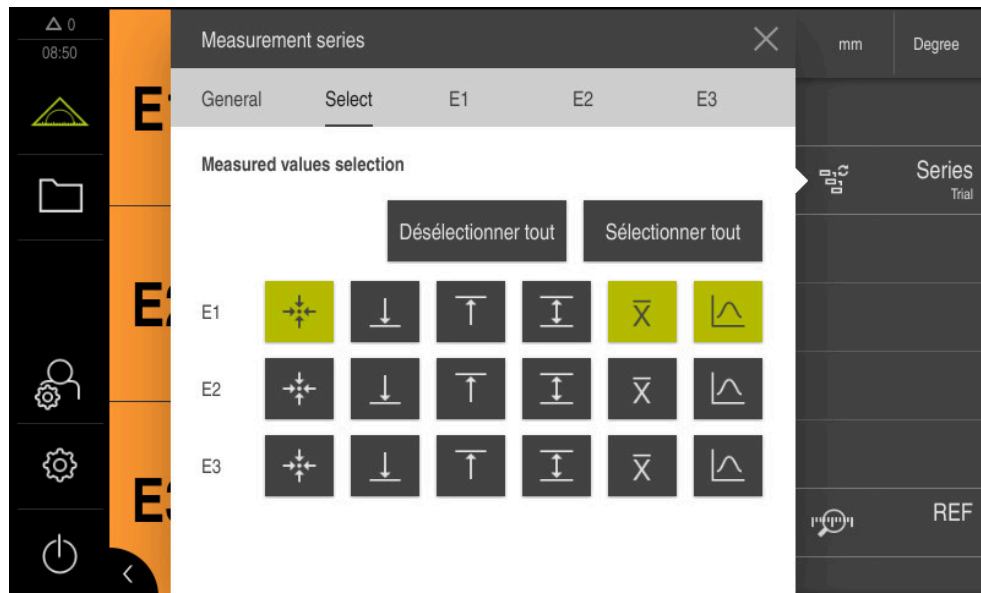 0
08:50
Measurement series
mm
Degree
General
Select
E1
E2
E3
Measured values selection
Series
Trial
Désélectionner tout
Sélectionner tout
E1
x̄
E2
x̄
E3
x̄
REF